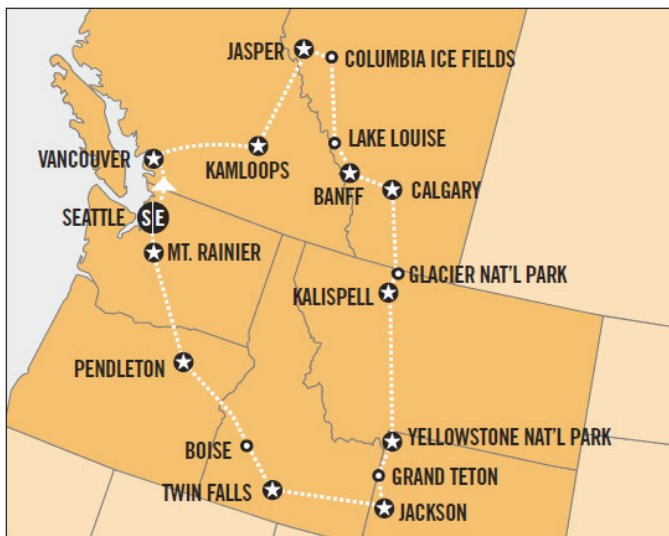 JASPER
COLUMBIA ICE FIELDS
LAKE LOUISE
VANCOUVER
KAMLOOPS
BANFF
CALGARY
SEATTLE
SE
MT. RAINIER
GLACIER NAT'L PARK
KALISPELL
PENDLETON
YELLOWSTONE NAT'L PARK
BOISE
GRAND TETON
TWIN FALLS
JACKSON